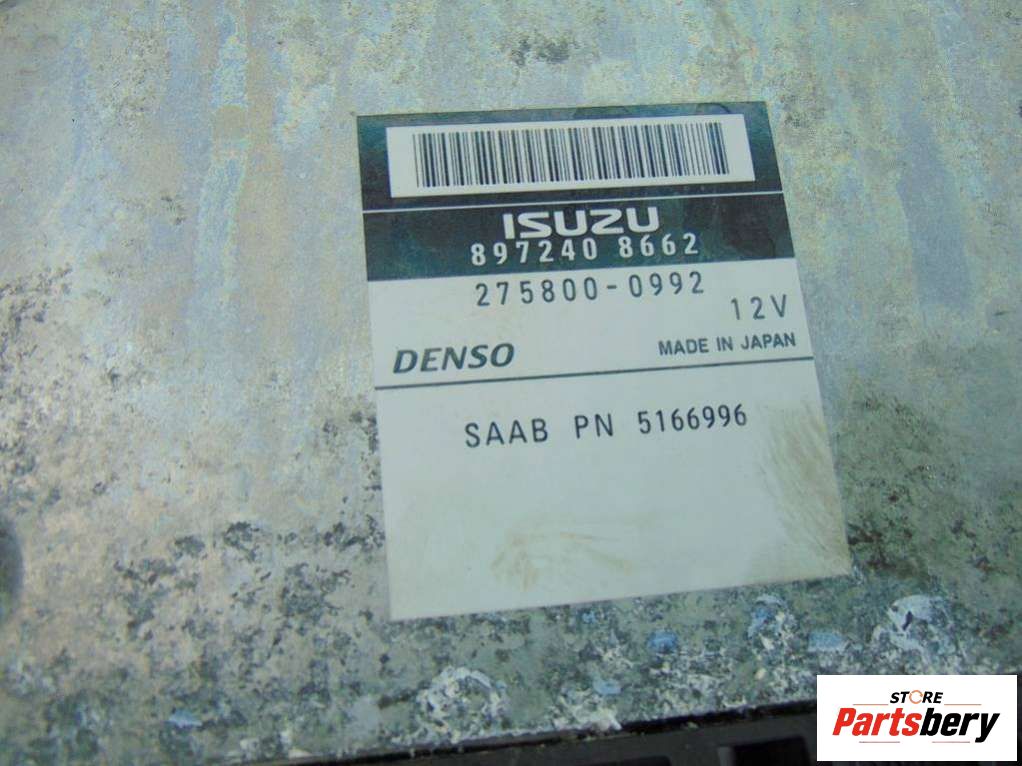 ISUZU
897240 8662
275800-0992
12V
DENSO MADE IN JAPAN
SAAB PN 5166996
STORE
Partsbery